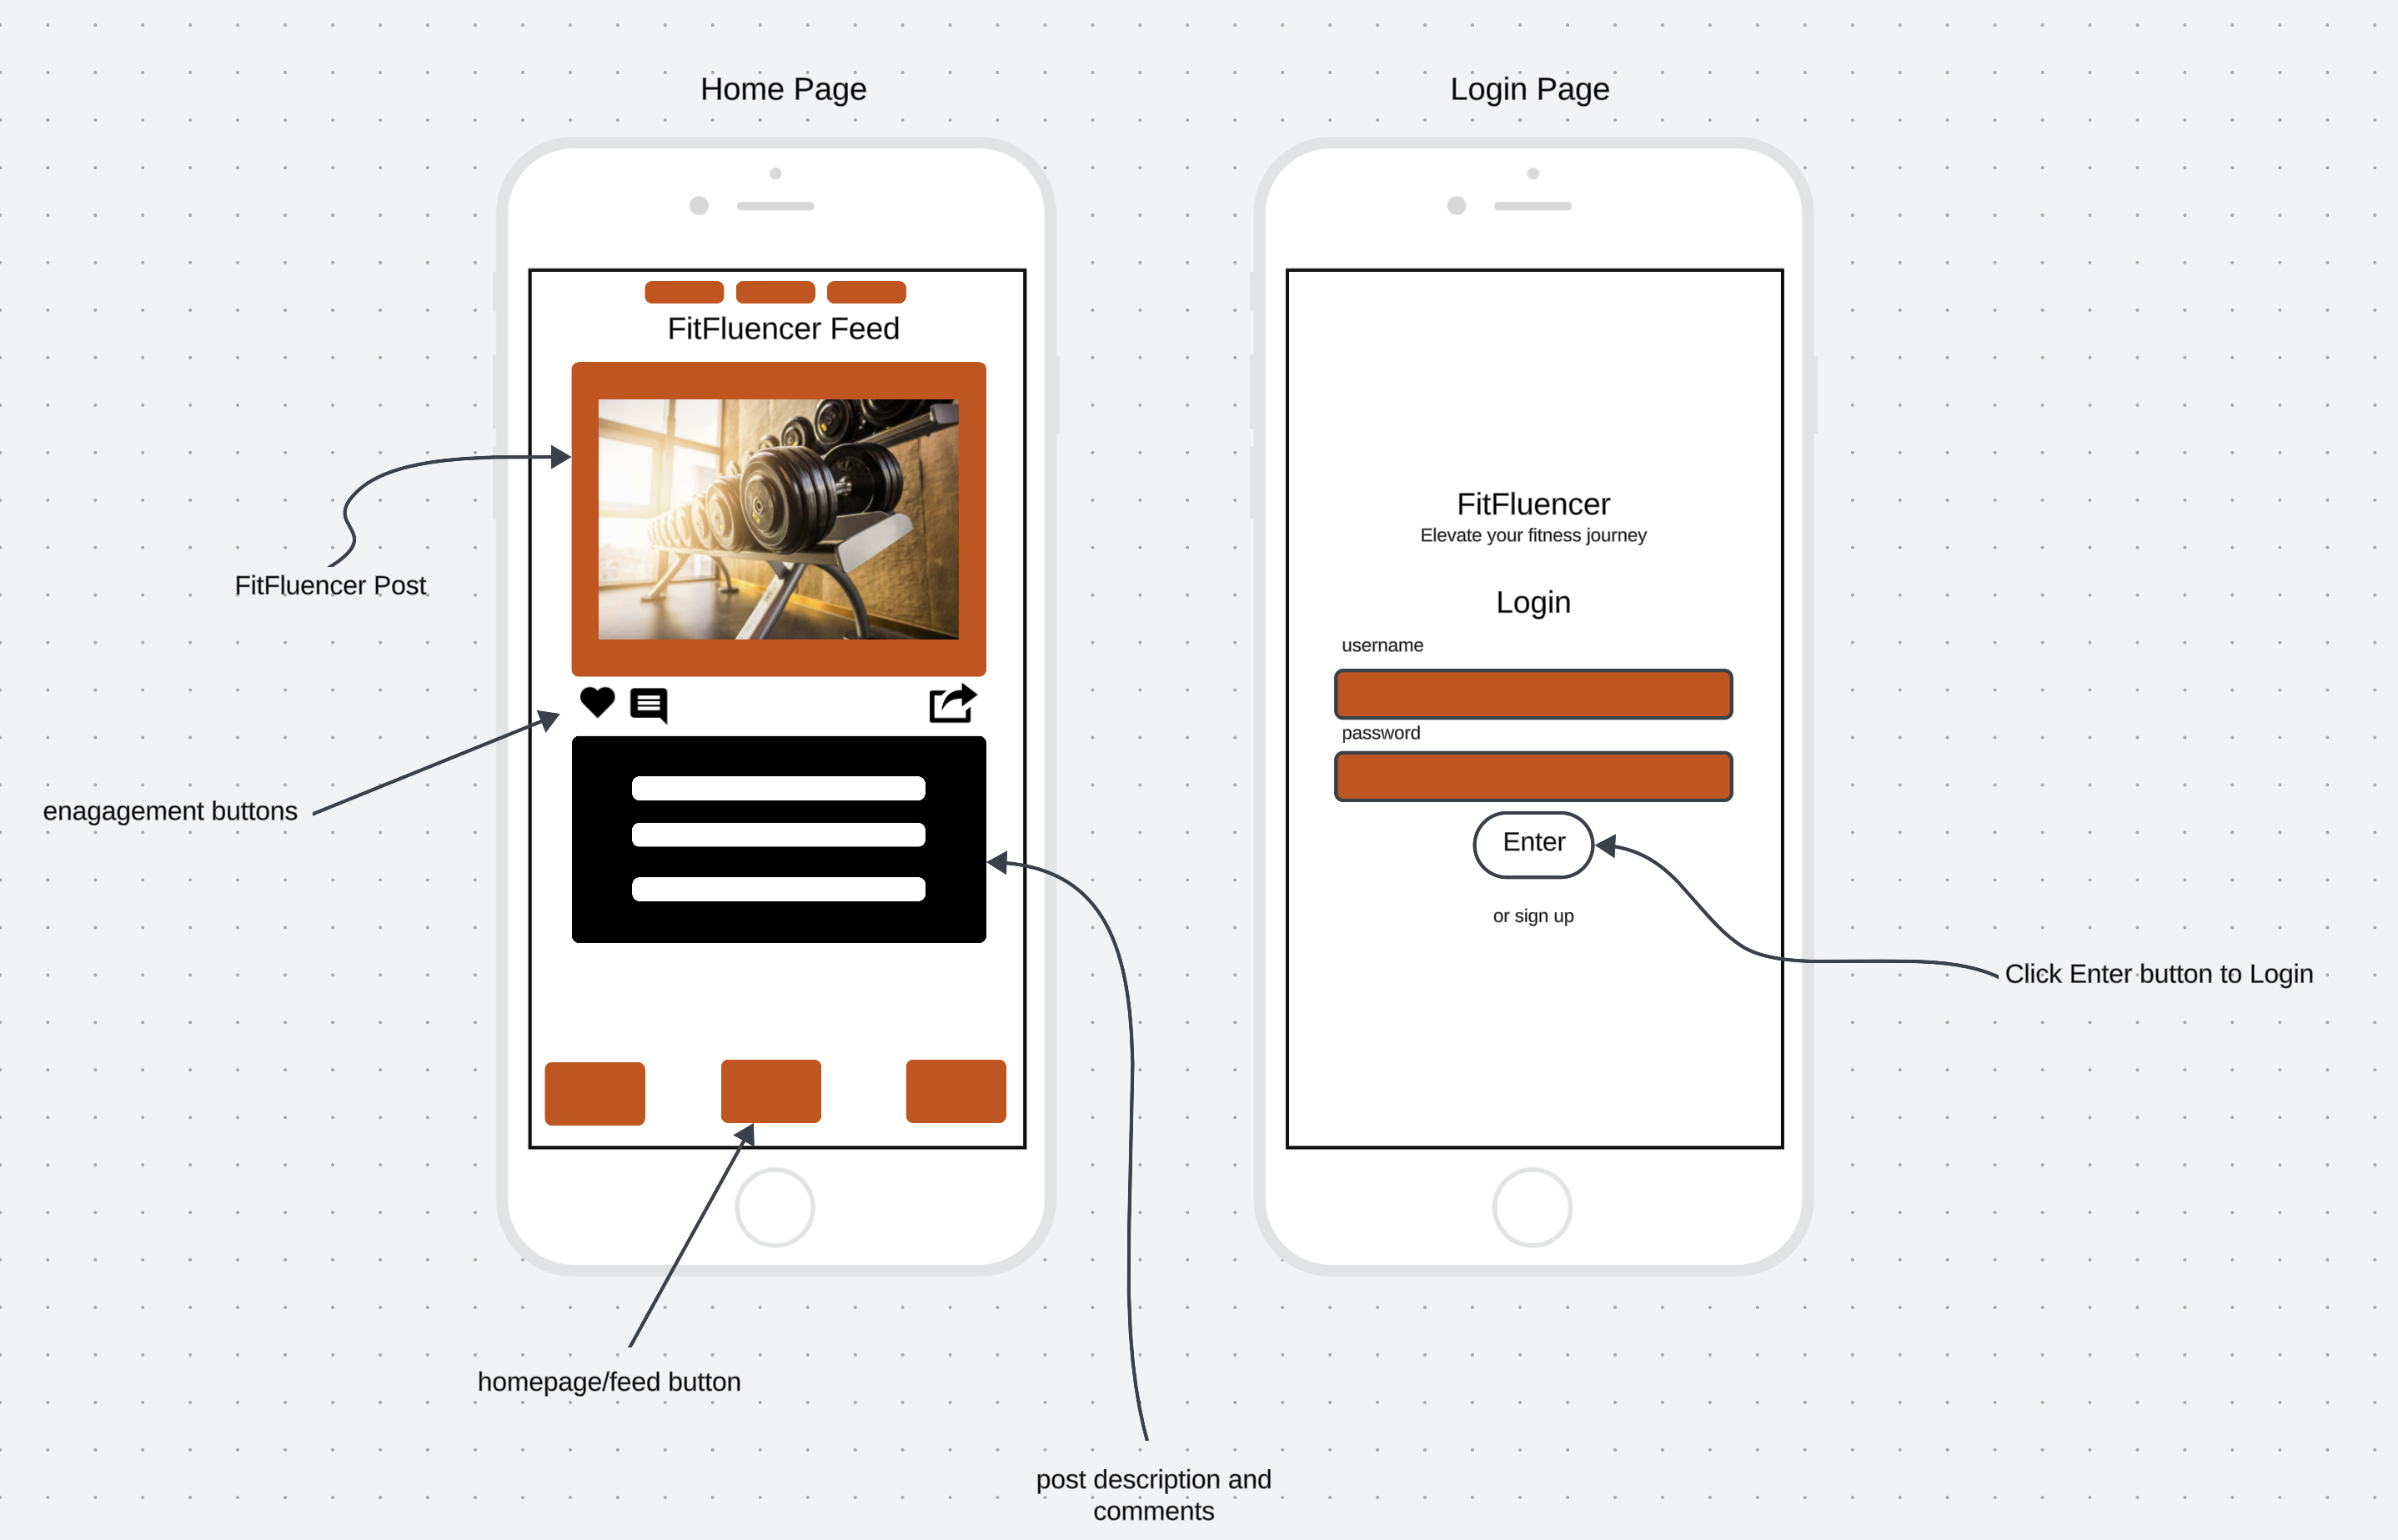 Home Page
FitFluencer Feed
FitFluencer Post
enagagement buttons
homepage/feed button
post description and
comments
Login Page
FitFluencer
Elevate your fitness journey
Login
username
password
Enter
or sign up
Click Enter button to Login